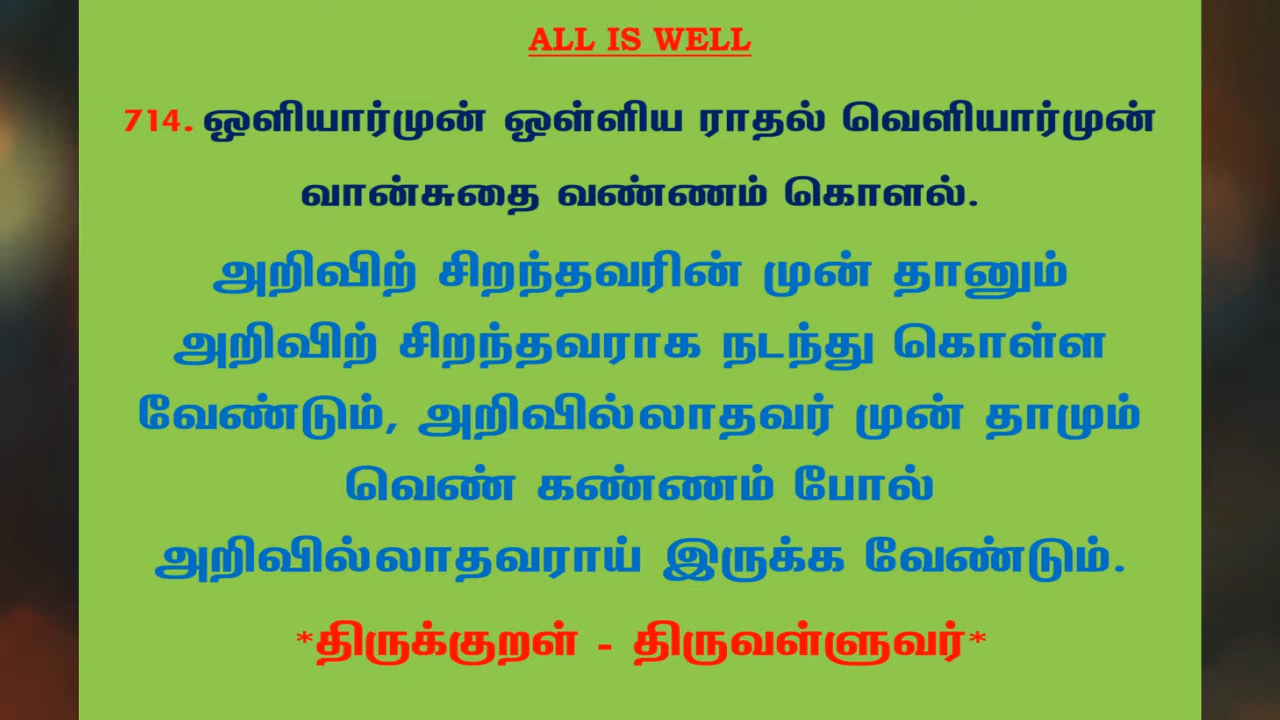 ALL IS WELL
714. ஒளியார்முன் ஒள்ளிய ராதல் வெளியார்முன்
வான்சுதை வண்ணம் கொளல்.
அறிவிற் சிறந்தவரின் முன் தானும்
அறிவிற் சிறந்தவராக நடந்து கொள்ள
வேண்டும், அறிவில்லாதவர் முன் தாமும்
வெண் கண்ணம் போல்
அறிவில்லாதவராய் இருக்க வேண்டும்.
*திருக்குறள் - திருவள்ளுவர்*